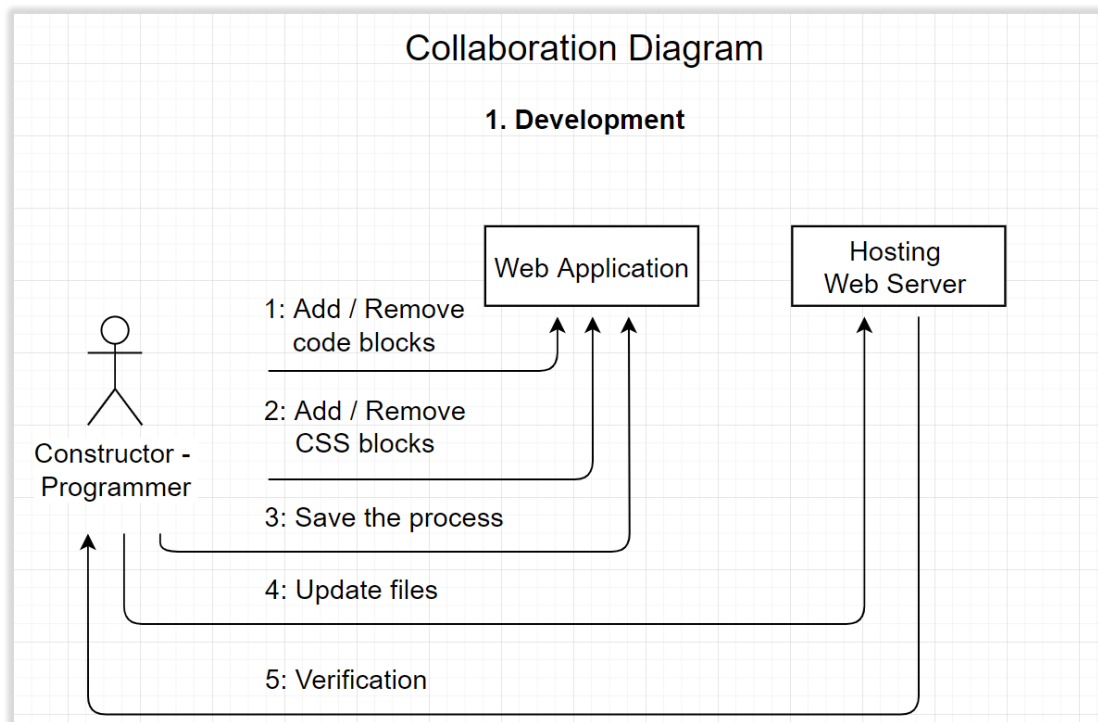 Collaboration Diagram
1. Development
Web Application
Hosting
Web Server
1: Add / Remove
code blocks
2: Add / Remove
CSS blocks
Constructor -
Programmer
3: Save the process
4: Update files
5: Verification